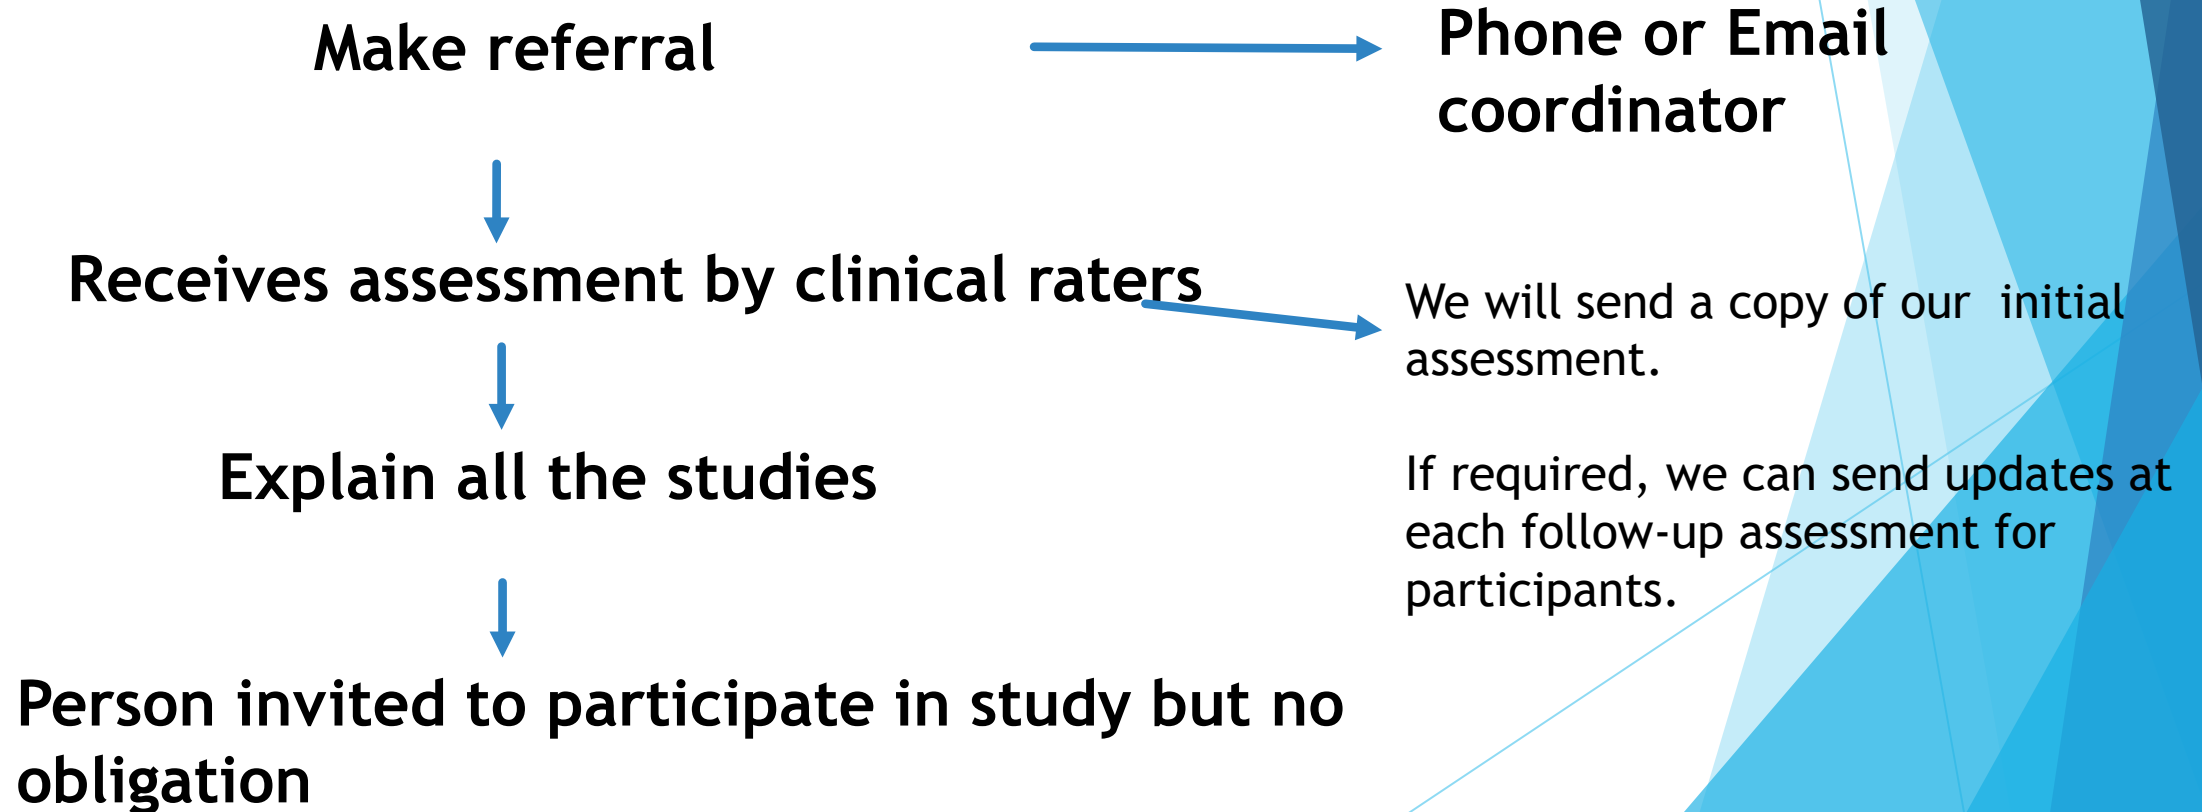 Make referral
Phone or Email
coordinator
Receives assessment by clinical raters
We will send a copy of our  initial
assessment.
If required, we can send updates at
each follow-up assessment for
participants.
Explain all the studies
Person invited to participate in study but no
obligation